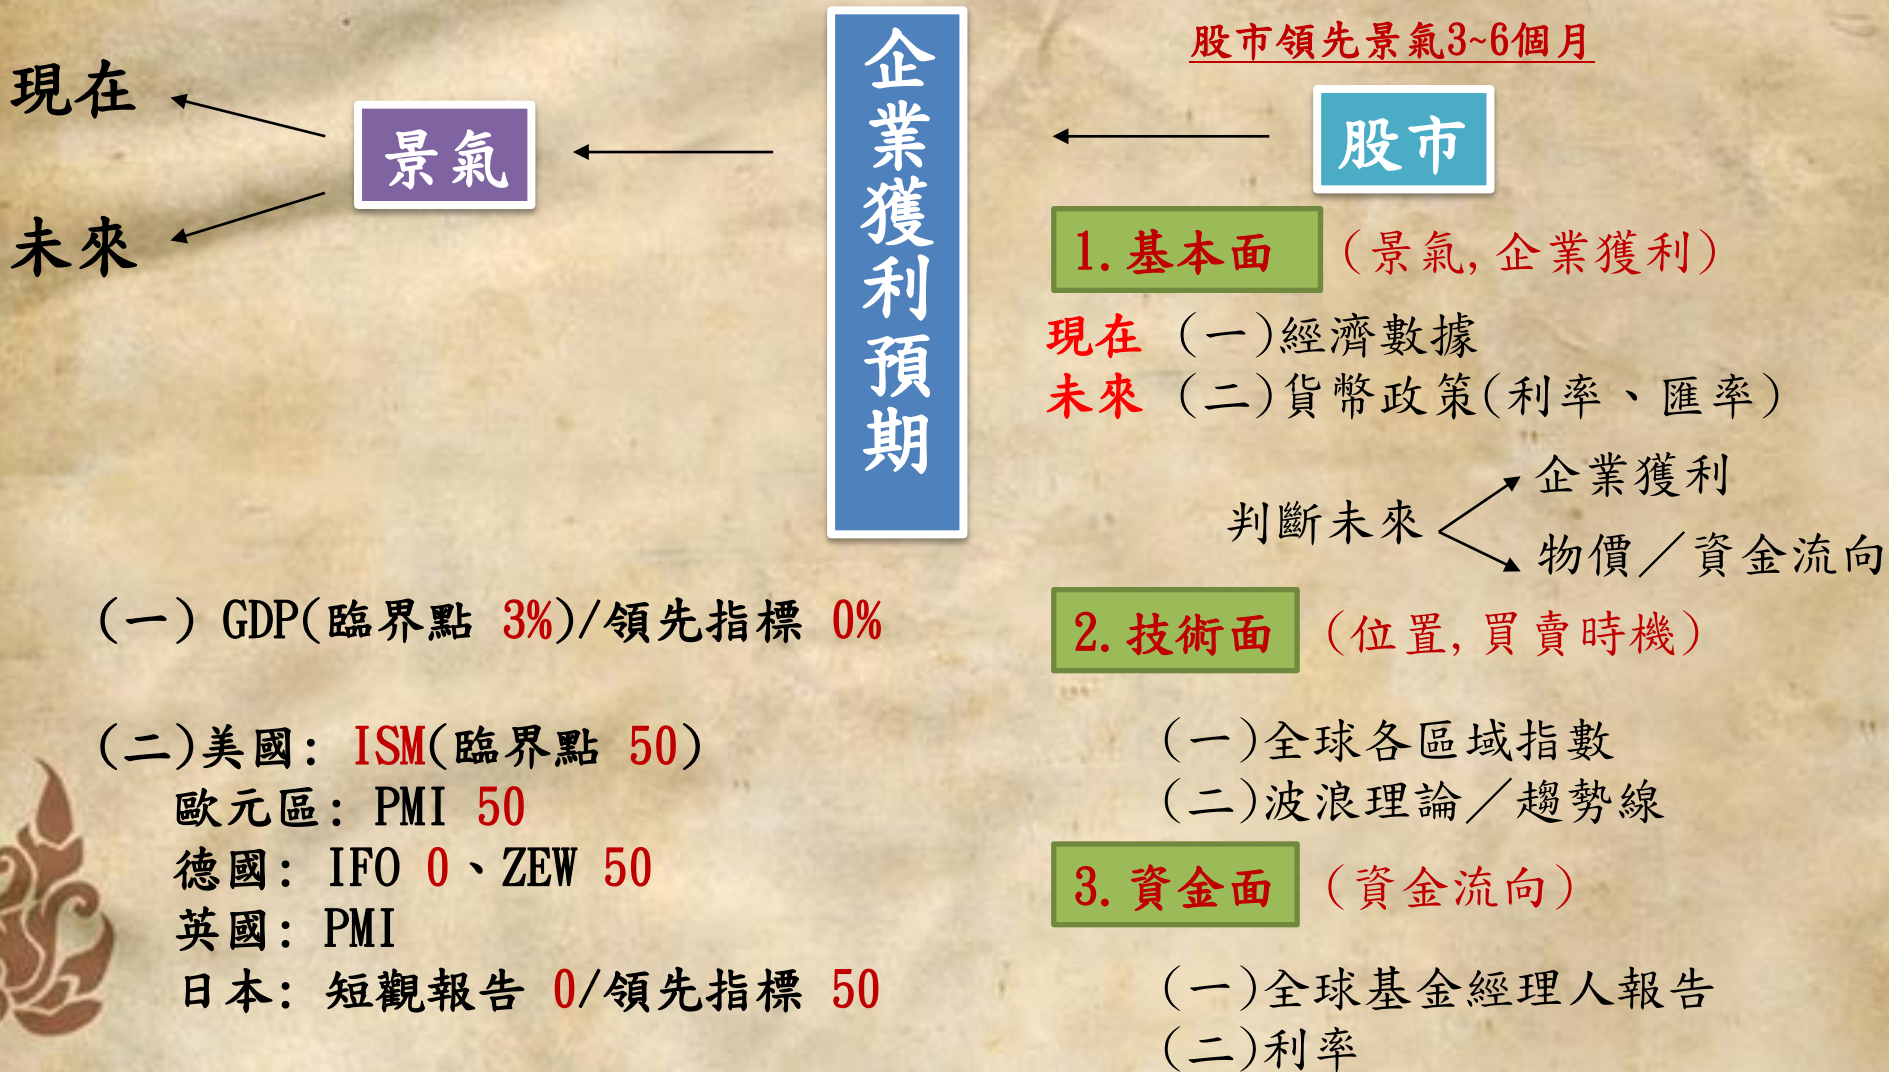 股市領先景氣3~6個月
現在
未來
景氣
企業獲利預期
股市
1.基本面 (景氣,企業獲利)
現在 (一)經濟數據
未來 (二)貨幣政策(利率、匯率)
判斷未來
企業獲利
物價／資金流向
2.技術面 (位置,買賣時機)
(一)全球各區域指數
(二)波浪理論／趨勢線
3.資金面 (資金流向)
(一)全球基金經理人報告
(二)利率
(一) GDP(臨界點 3%)/領先指標 0%
(二)美國: ISM(臨界點 50)
歐元區: PMI 50
德國: IFO 0、ZEW 50
英國: PMI
日本: 短觀報告 0/領先指標 50